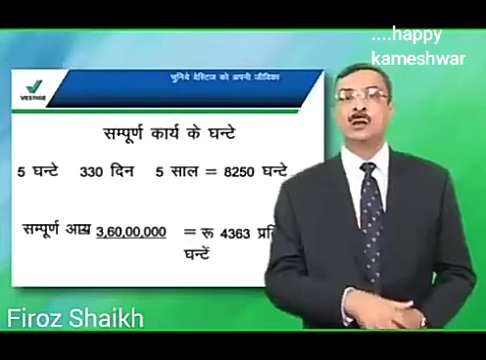 ....happy
kameshwar
चुनिये वेस्टिज को अपनी जीविका
VESTIGE
सम्पूर्ण कार्य के घन्टे
5 घन्टे 330 दिन 5 साल = 8250 घन्टे
सम्पूर्ण आय 3,60,00,000 = रू 4363 प्रति
घन्टें
Firoz Shaikh